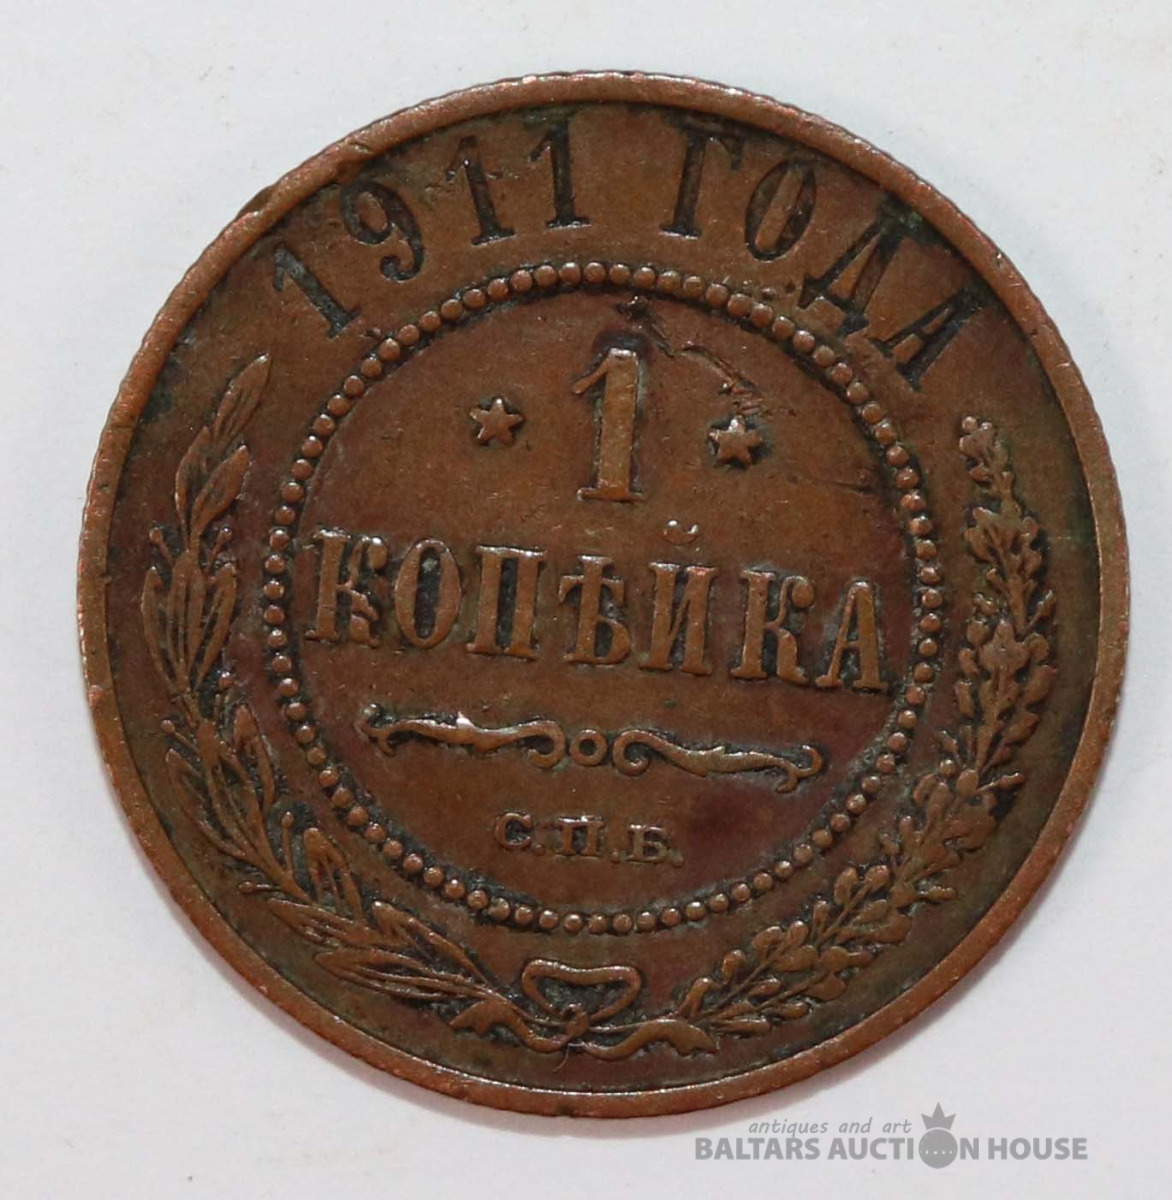 1911 ГОДА
1
КОПѢЙКА
С.П.Б.
antiques and art
BALTARS AUCTION HOUSE